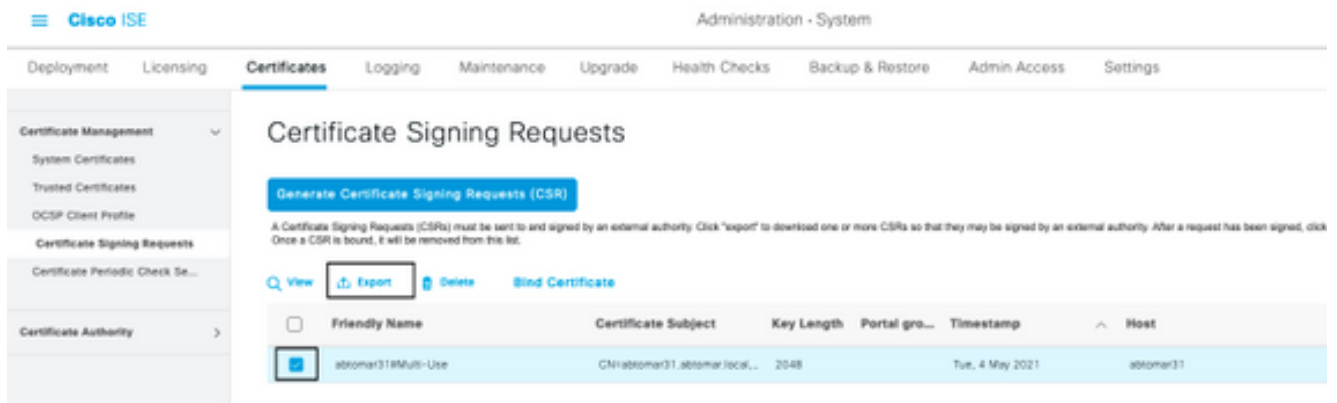 Cisco ISE
Administration · System
Deployment Licensing Certificates Logging Maintenance Upgrade Health Checks Backup & Restore Admin Access Settings
Certificate Management
System Certificates
Trusted Certificates
OCSP Client Profile
Certificate Signing Requests
Certificate Periodic Check Se...
Certificate Authority
Certificate Signing Requests
Generate Certificate Signing Requests (CSR)
A Certificate Signing Requests (CSRs) must be sent to and signed by an external authority. Click "export" to download one or more CSRs so that they may be signed by an external authority. After a request has been signed, click
Once a CSR is bound, it will be removed from this list.
View Export Delete Bind Certificate
Friendly Name Certificate Subject Key Length Portal gro... Timestamp Host
abtomar31#Multi-Use CN=abtomar31.abtomar.local,... 2048 Tue, 4 May 2021 abtomar31